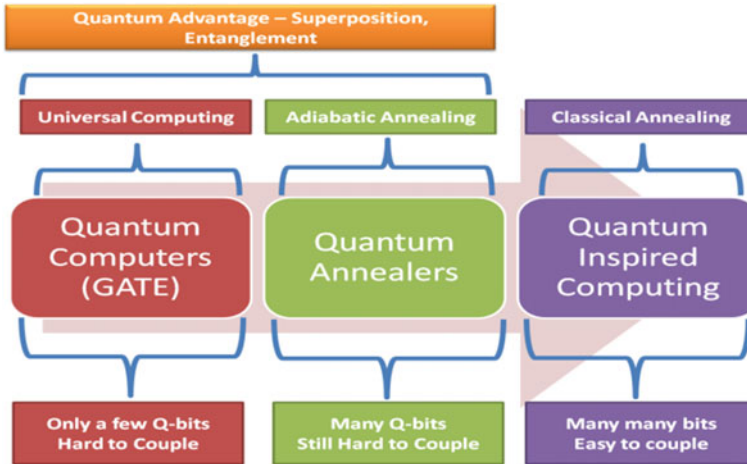 Quantum Advantage – Superposition,
Entanglement
Universal Computing
Adiabatic Annealing
Classical Annealing
Quantum
Computers
(GATE)
Quantum
Annealers
Quantum
Inspired
Computing
Only a few Q-bits
Hard to Couple
Many Q-bits
Still Hard to Couple
Many many bits
Easy to couple